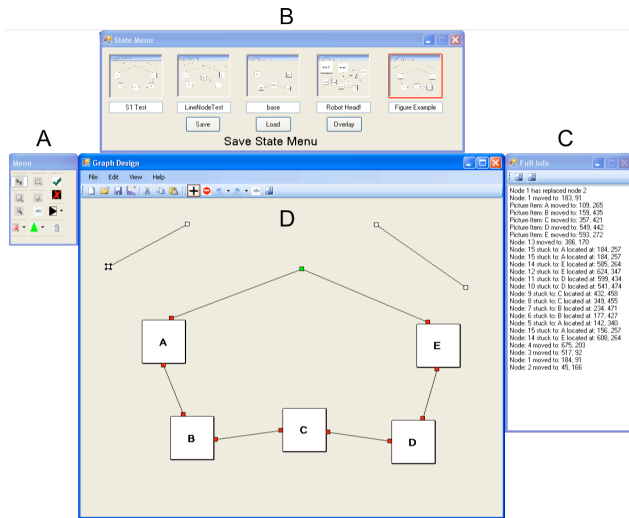 B
State Menu
S1 Test
LineNodeTest
base
Robot Head!
Figure Example
Save
Load
Overlay
Save State Menu
A
C
Menu
abc
Graph Design
File Edit View Help
abc
D
A
E
B
C
D
Full Info
Node 1 has replaced node 2
Node: 1 moved to: 183, 91
Picture Item: A moved to: 109, 265
Picture Item: B moved to: 159, 435
Picture Item: C moved to: 357, 421
Picture Item: D moved to: 549, 442
Picture Item: E moved to: 593, 272
Node: 13 moved to: 386, 170
Node: 15 stuck to: A located at: 184, 257
Node: 15 stuck to: A located at: 184, 257
Node: 14 stuck to: E located at: 585, 264
Node: 12 stuck to: E located at: 624, 347
Node: 11 stuck to: D located at: 599, 434
Node: 10 stuck to: D located at: 541, 474
Node: 9 stuck to: C located at: 432, 458
Node: 8 stuck to: C located at: 349, 455
Node: 7 stuck to: B located at: 234, 471
Node: 6 stuck to: B located at: 177, 427
Node: 5 stuck to: A located at: 142, 340
Node: 15 stuck to: A located at: 156, 257
Node: 14 stuck to: E located at: 608, 264
Node: 4 moved to: 675, 203
Node: 3 moved to: 517, 92
Node: 1 moved to: 184, 91
Node: 2 moved to: 45, 166